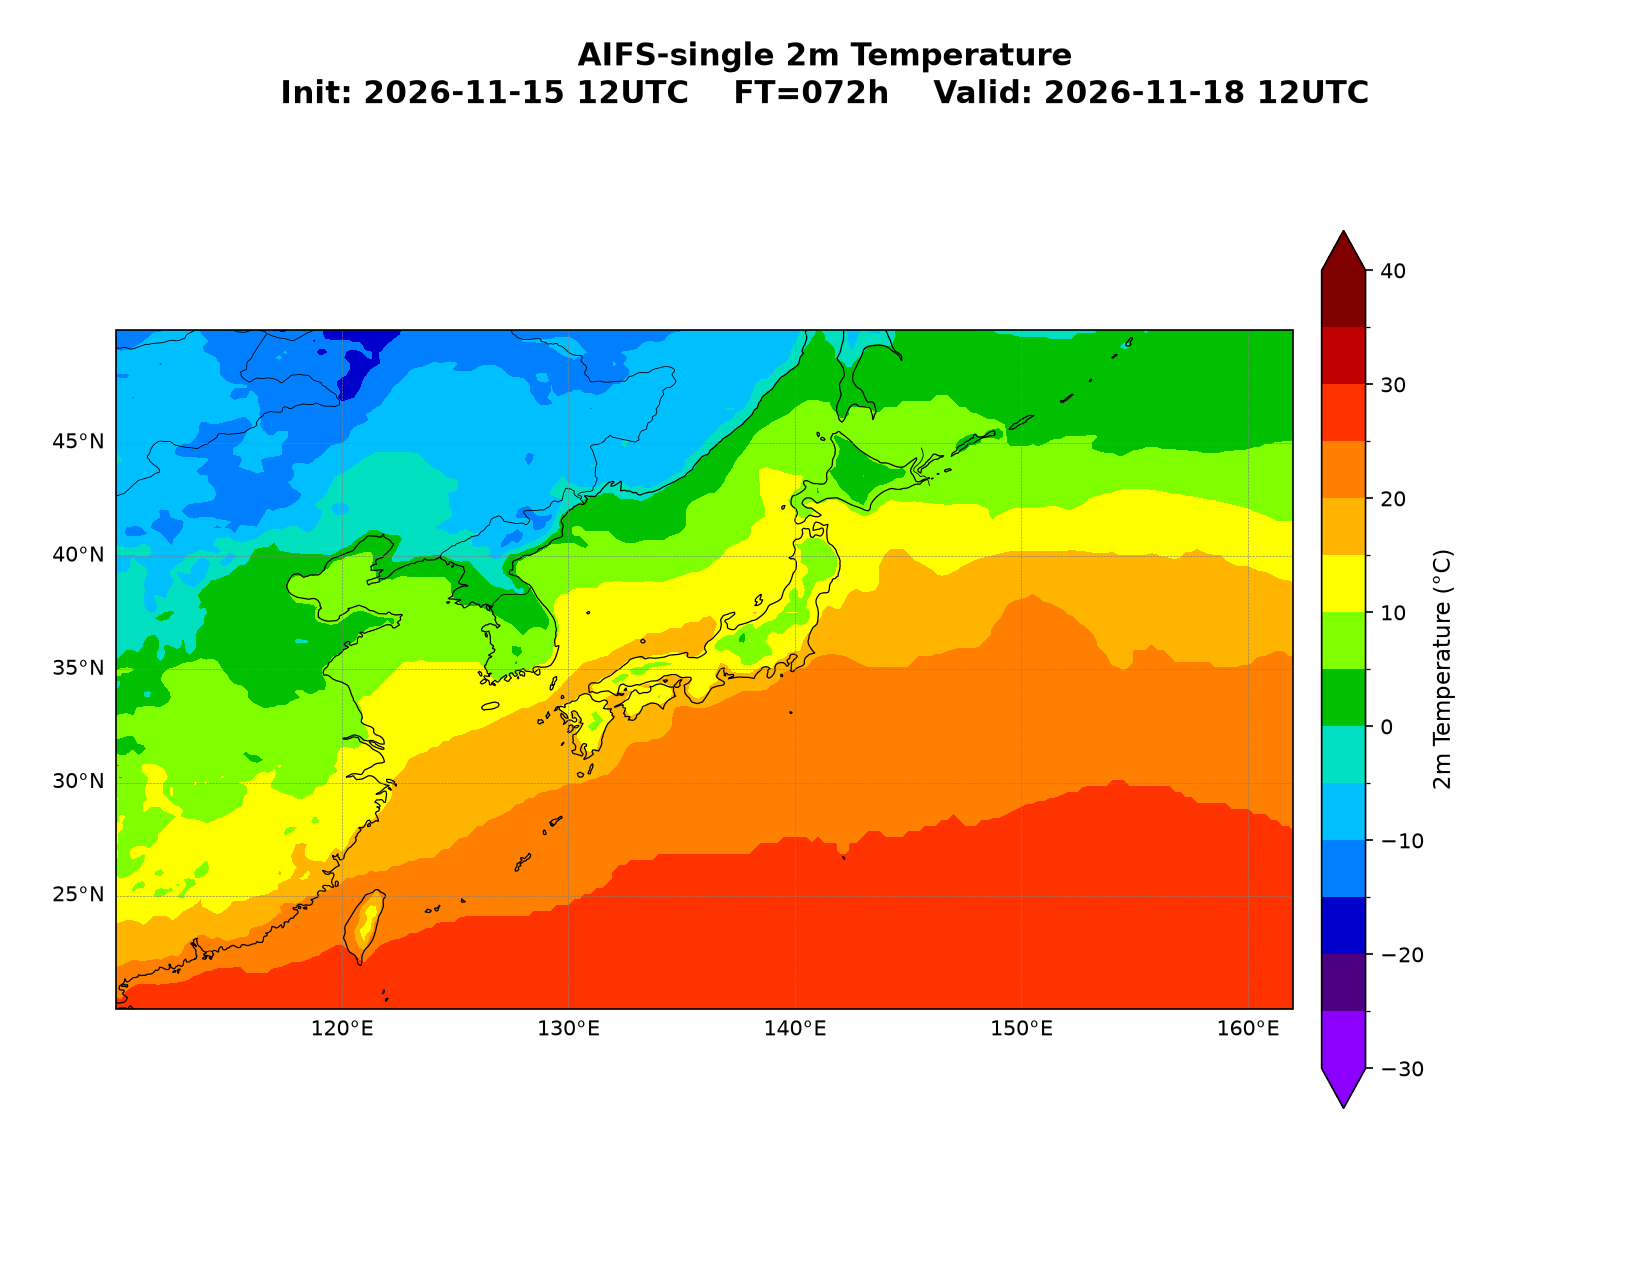 AIFS-single 2m Temperature
Init: 2026-11-15 12UTC    FT=072h    Valid: 2026-11-18 12UTC
45°N
40°N
35°N
30°N
25°N
120°E
130°E
140°E
150°E
160°E
40
30
20
10
0
−10
−20
−30
2m Temperature (°C)